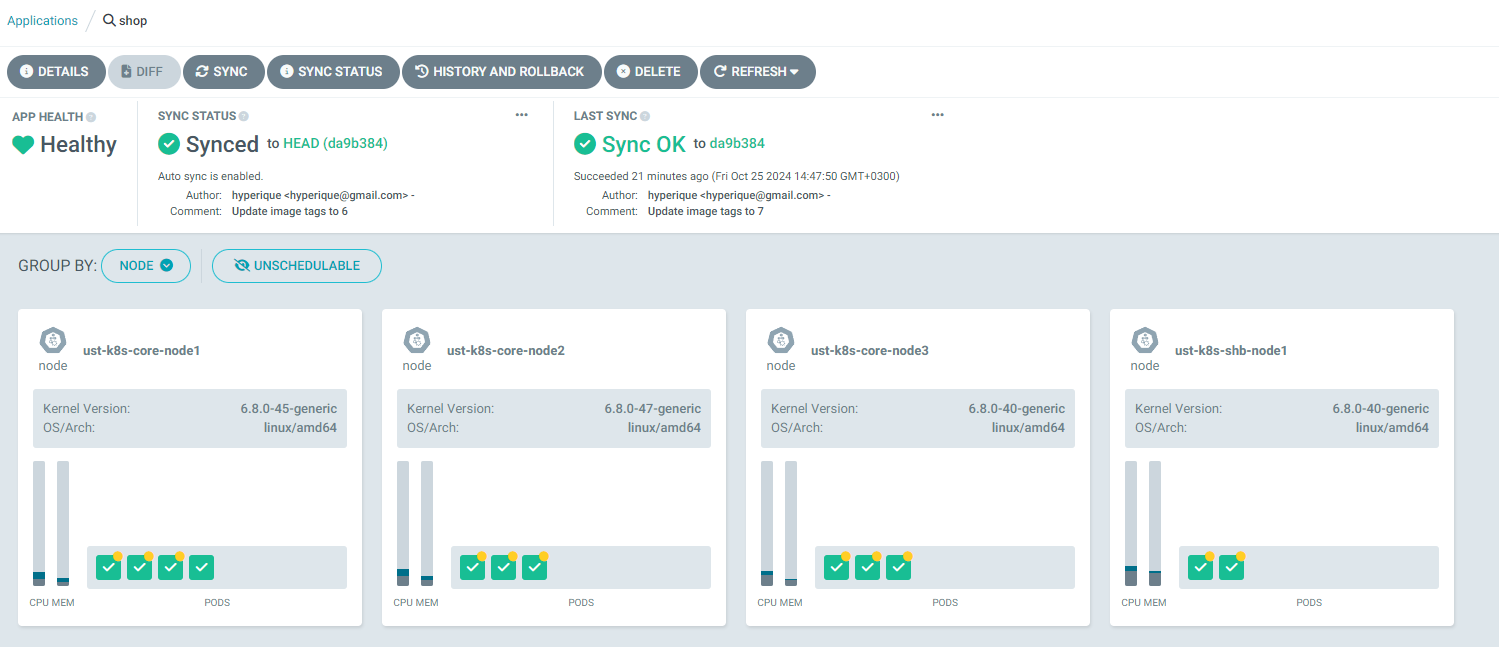 Applications / shop
DETAILS DIFF SYNC SYNC STATUS HISTORY AND ROLLBACK DELETE REFRESH
APP HEALTH
Healthy
SYNC STATUS
Synced to HEAD (da9b384)
Auto sync is enabled.
Author: hyperique <hyperique@gmail.com> -
Comment: Update image tags to 6
LAST SYNC
Sync OK to da9b384
Succeeded 21 minutes ago (Fri Oct 25 2024 14:47:50 GMT+0300)
Author: hyperique <hyperique@gmail.com> -
Comment: Update image tags to 7
GROUP BY: NODE UNSCHEDULABLE
node
ust-k8s-core-node1
Kernel Version: 6.8.0-45-generic
OS/Arch: linux/amd64
CPU MEM PODS
node
ust-k8s-core-node2
Kernel Version: 6.8.0-47-generic
OS/Arch: linux/amd64
CPU MEM PODS
node
ust-k8s-core-node3
Kernel Version: 6.8.0-40-generic
OS/Arch: linux/amd64
CPU MEM PODS
node
ust-k8s-shb-node1
Kernel Version: 6.8.0-40-generic
OS/Arch: linux/amd64
CPU MEM PODS